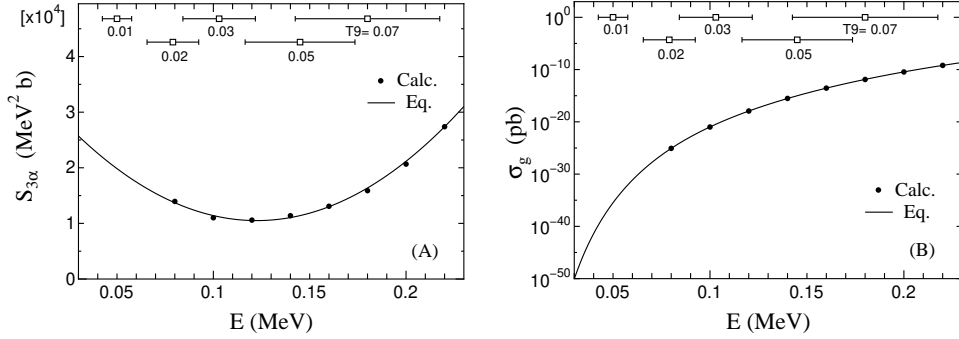 [x10⁴]
5
4
3
2
1
0
S₃α (MeV² b)
0.01 0.03 T9= 0.07
0.02 0.05
Calc.
Eq.
(A)
0.05 0.1 0.15 0.2
E (MeV)
10⁰
10⁻¹⁰
10⁻²⁰
10⁻³⁰
10⁻⁴⁰
10⁻⁵⁰
σg (pb)
0.01 0.03 T9= 0.07
0.02 0.05
Calc.
Eq.
(B)
0.05 0.1 0.15 0.2
E (MeV)